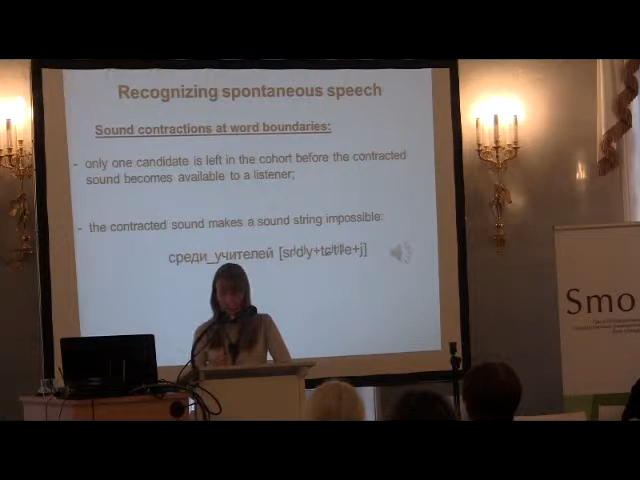 Recognizing spontaneous speech
Sound contractions at word boundaries:
- only one candidate is left in the cohort before the contracted
sound becomes available to a listener;
- the contracted sound makes a sound string impossible:
среди_учителей
Smo